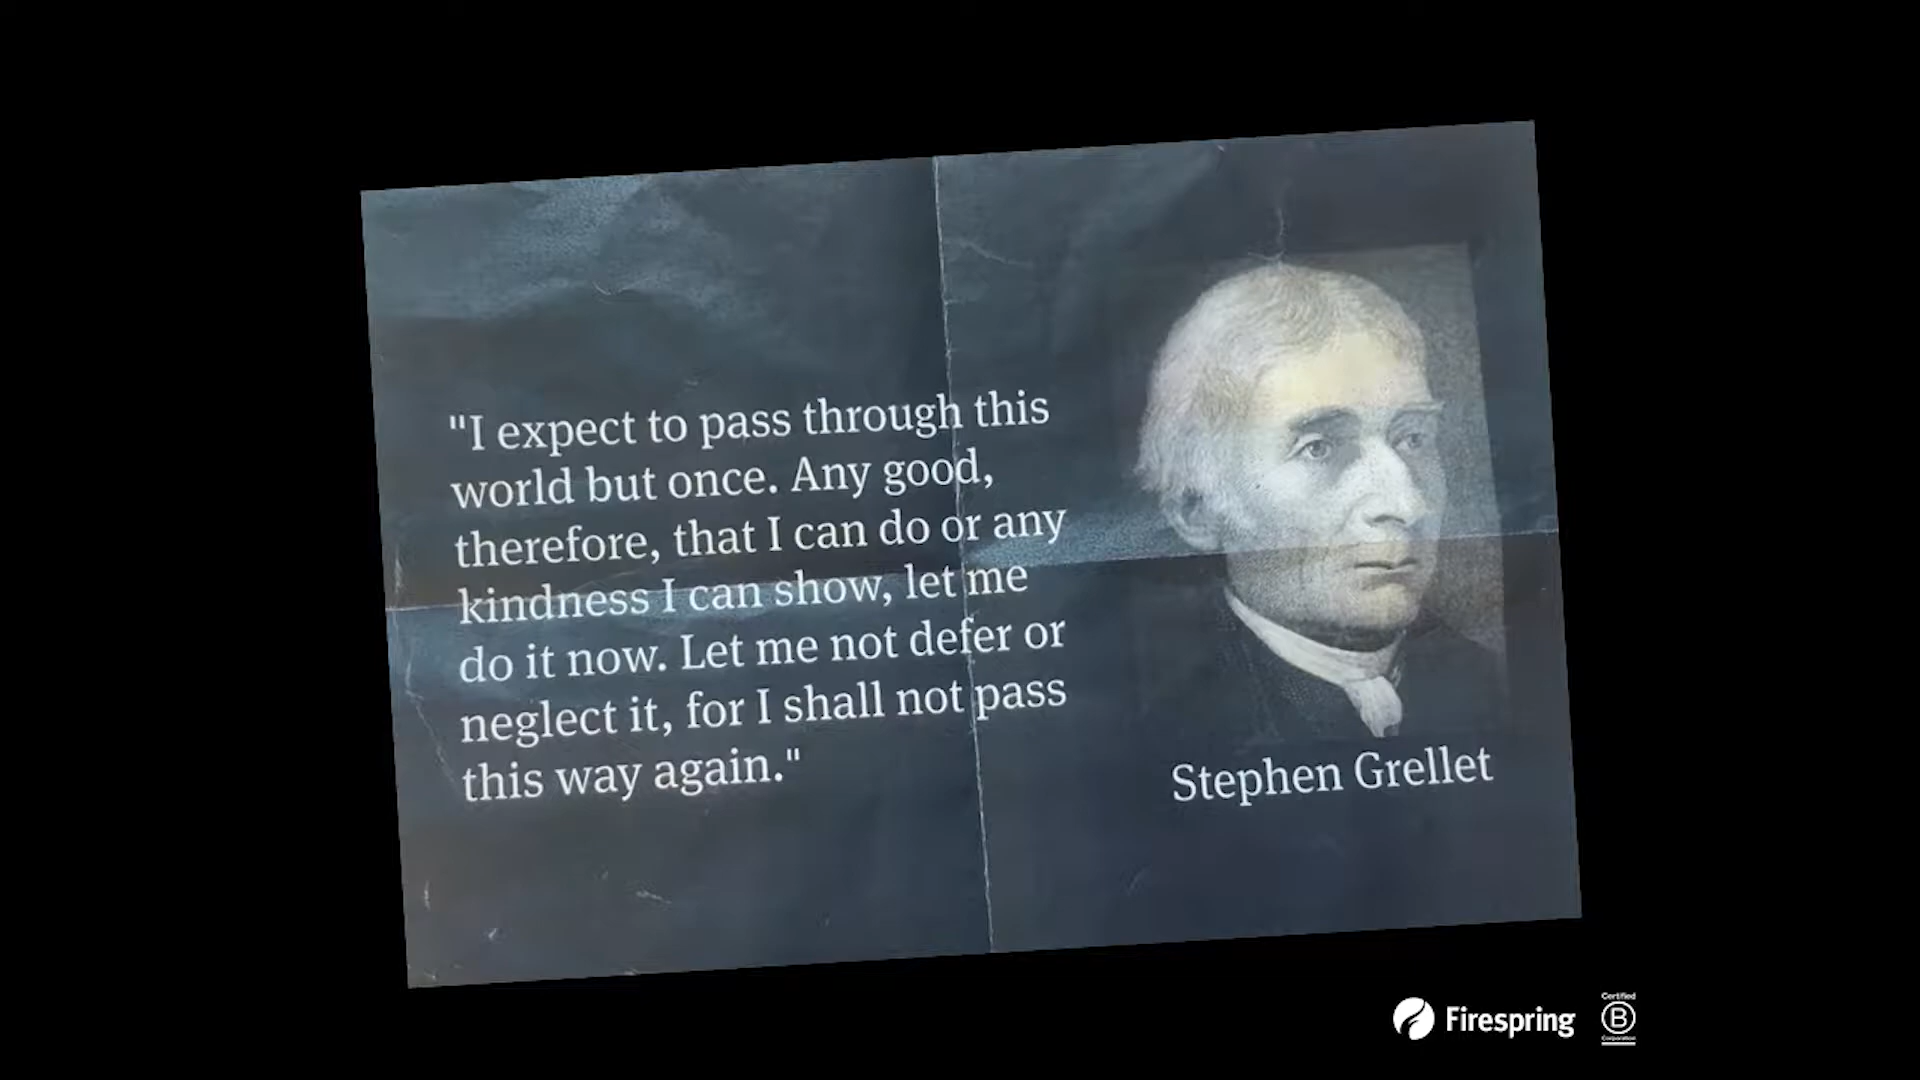 "I expect to pass through this
world but once. Any good,
therefore, that I can do or any
kindness I can show, let me
do it now. Let me not defer or
neglect it, for I shall not pass
this way again."
Stephen Grellet
Firespring
Certified
B
Corporation